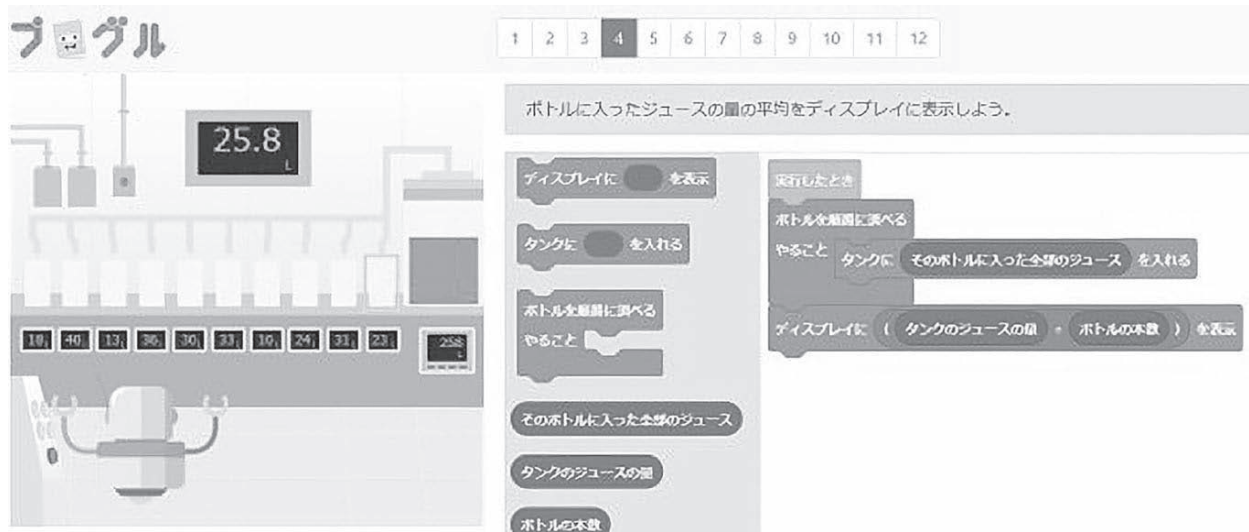 プログル
1 2 3 4 5 6 7 8 9 10 11 12
ボトルに入ったジュースの量の平均をディスプレイに表示しよう。
25.8
L
ディスプレイに を表示
タンクに を入れる
ボトルを順番に調べる
やること
そのボトルに入った全部のジュース
タンクのジュースの量
ボトルの本数
実行したとき
ボトルを順番に調べる
やること タンクに そのボトルに入った全部のジュース を入れる
ディスプレイに ( タンクのジュースの量 ÷ ボトルの本数 ) を表示
40 13 36 30 33 10 24 31 23
258
L